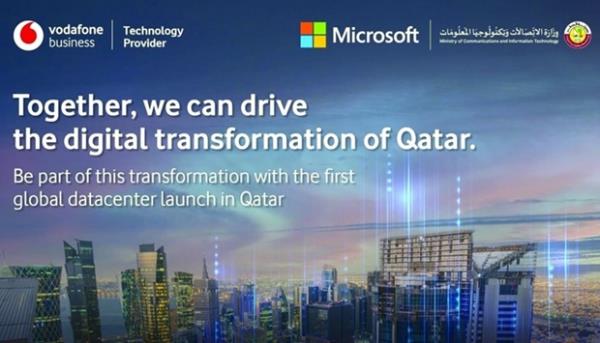 vodafone
business
Technology
Provider
Microsoft
وزارة الاتصالات وتكنولوجيا المعلومات
Ministry of Communications and Information Technology
Together, we can drive
the digital transformation of Qatar.
Be part of this transformation with the first
global datacenter launch in Qatar